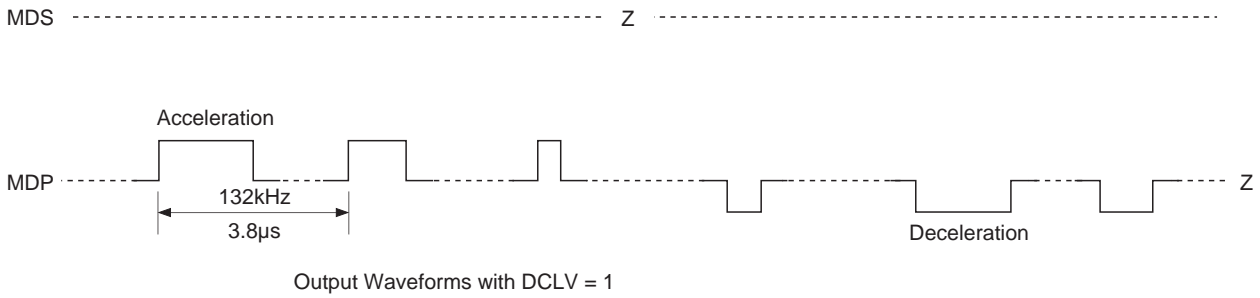 MDS Z
Acceleration
MDP Z
132kHz
3.8µs
Deceleration
Output Waveforms with DCLV = 1